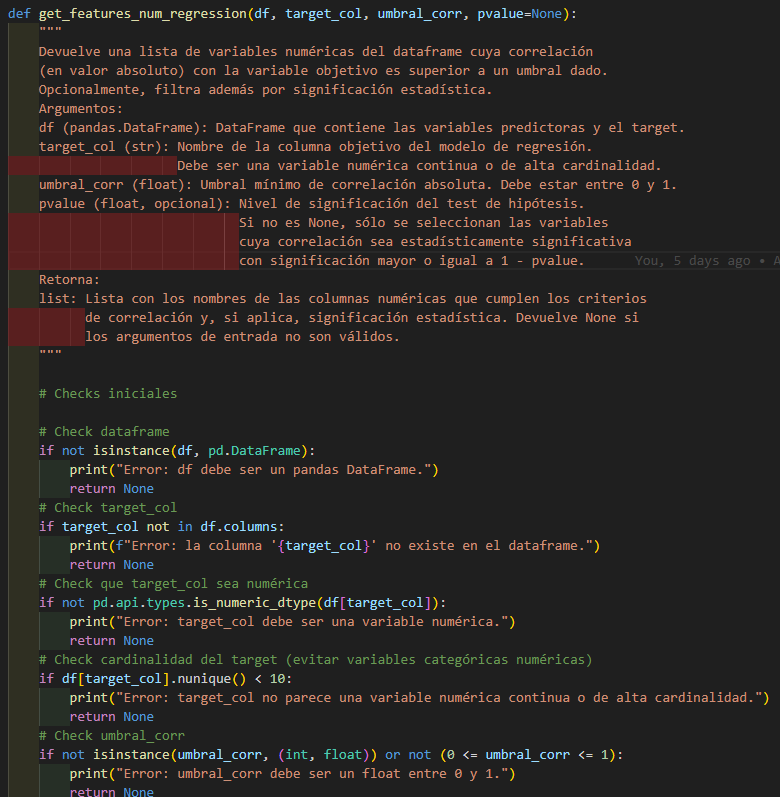 def get_features_num_regression(df, target_col, umbral_corr, pvalue=None):
"""
Devuelve una lista de variables numéricas del dataframe cuya correlación
(en valor absoluto) con la variable objetivo es superior a un umbral dado.
Opcionalmente, filtra además por significación estadística.
Argumentos:
df (pandas.DataFrame): DataFrame que contiene las variables predictoras y el target.
target_col (str): Nombre de la columna objetivo del modelo de regresión.
Debe ser una variable numérica continua o de alta cardinalidad.
umbral_corr (float): Umbral mínimo de correlación absoluta. Debe estar entre 0 y 1.
pvalue (float, opcional): Nivel de significación del test de hipótesis.
Si no es None, sólo se seleccionan las variables
cuya correlación sea estadísticamente significativa
con significación mayor o igual a 1 - pvalue. You, 5 days ago •
Retorna:
list: Lista con los nombres de las columnas numéricas que cumplen los criterios
de correlación y, si aplica, significación estadística. Devuelve None si
los argumentos de entrada no son válidos.
"""
# Checks iniciales
# Check dataframe
if not isinstance(df, pd.DataFrame):
print("Error: df debe ser un pandas DataFrame.")
return None
# Check target_col
if target_col not in df.columns:
print(f"Error: la columna '{target_col}' no existe en el dataframe.")
return None
# Check que target_col sea numérica
if not pd.api.types.is_numeric_dtype(df[target_col]):
print("Error: target_col debe ser una variable numérica.")
return None
# Check cardinalidad del target (evitar variables categóricas numéricas)
if df[target_col].nunique() < 10:
print("Error: target_col no parece una variable numérica continua o de alta cardinalidad.")
return None
# Check umbral_corr
if not isinstance(umbral_corr, (int, float)) or not (0 <= umbral_corr <= 1):
print("Error: umbral_corr debe ser un float entre 0 y 1.")
return None